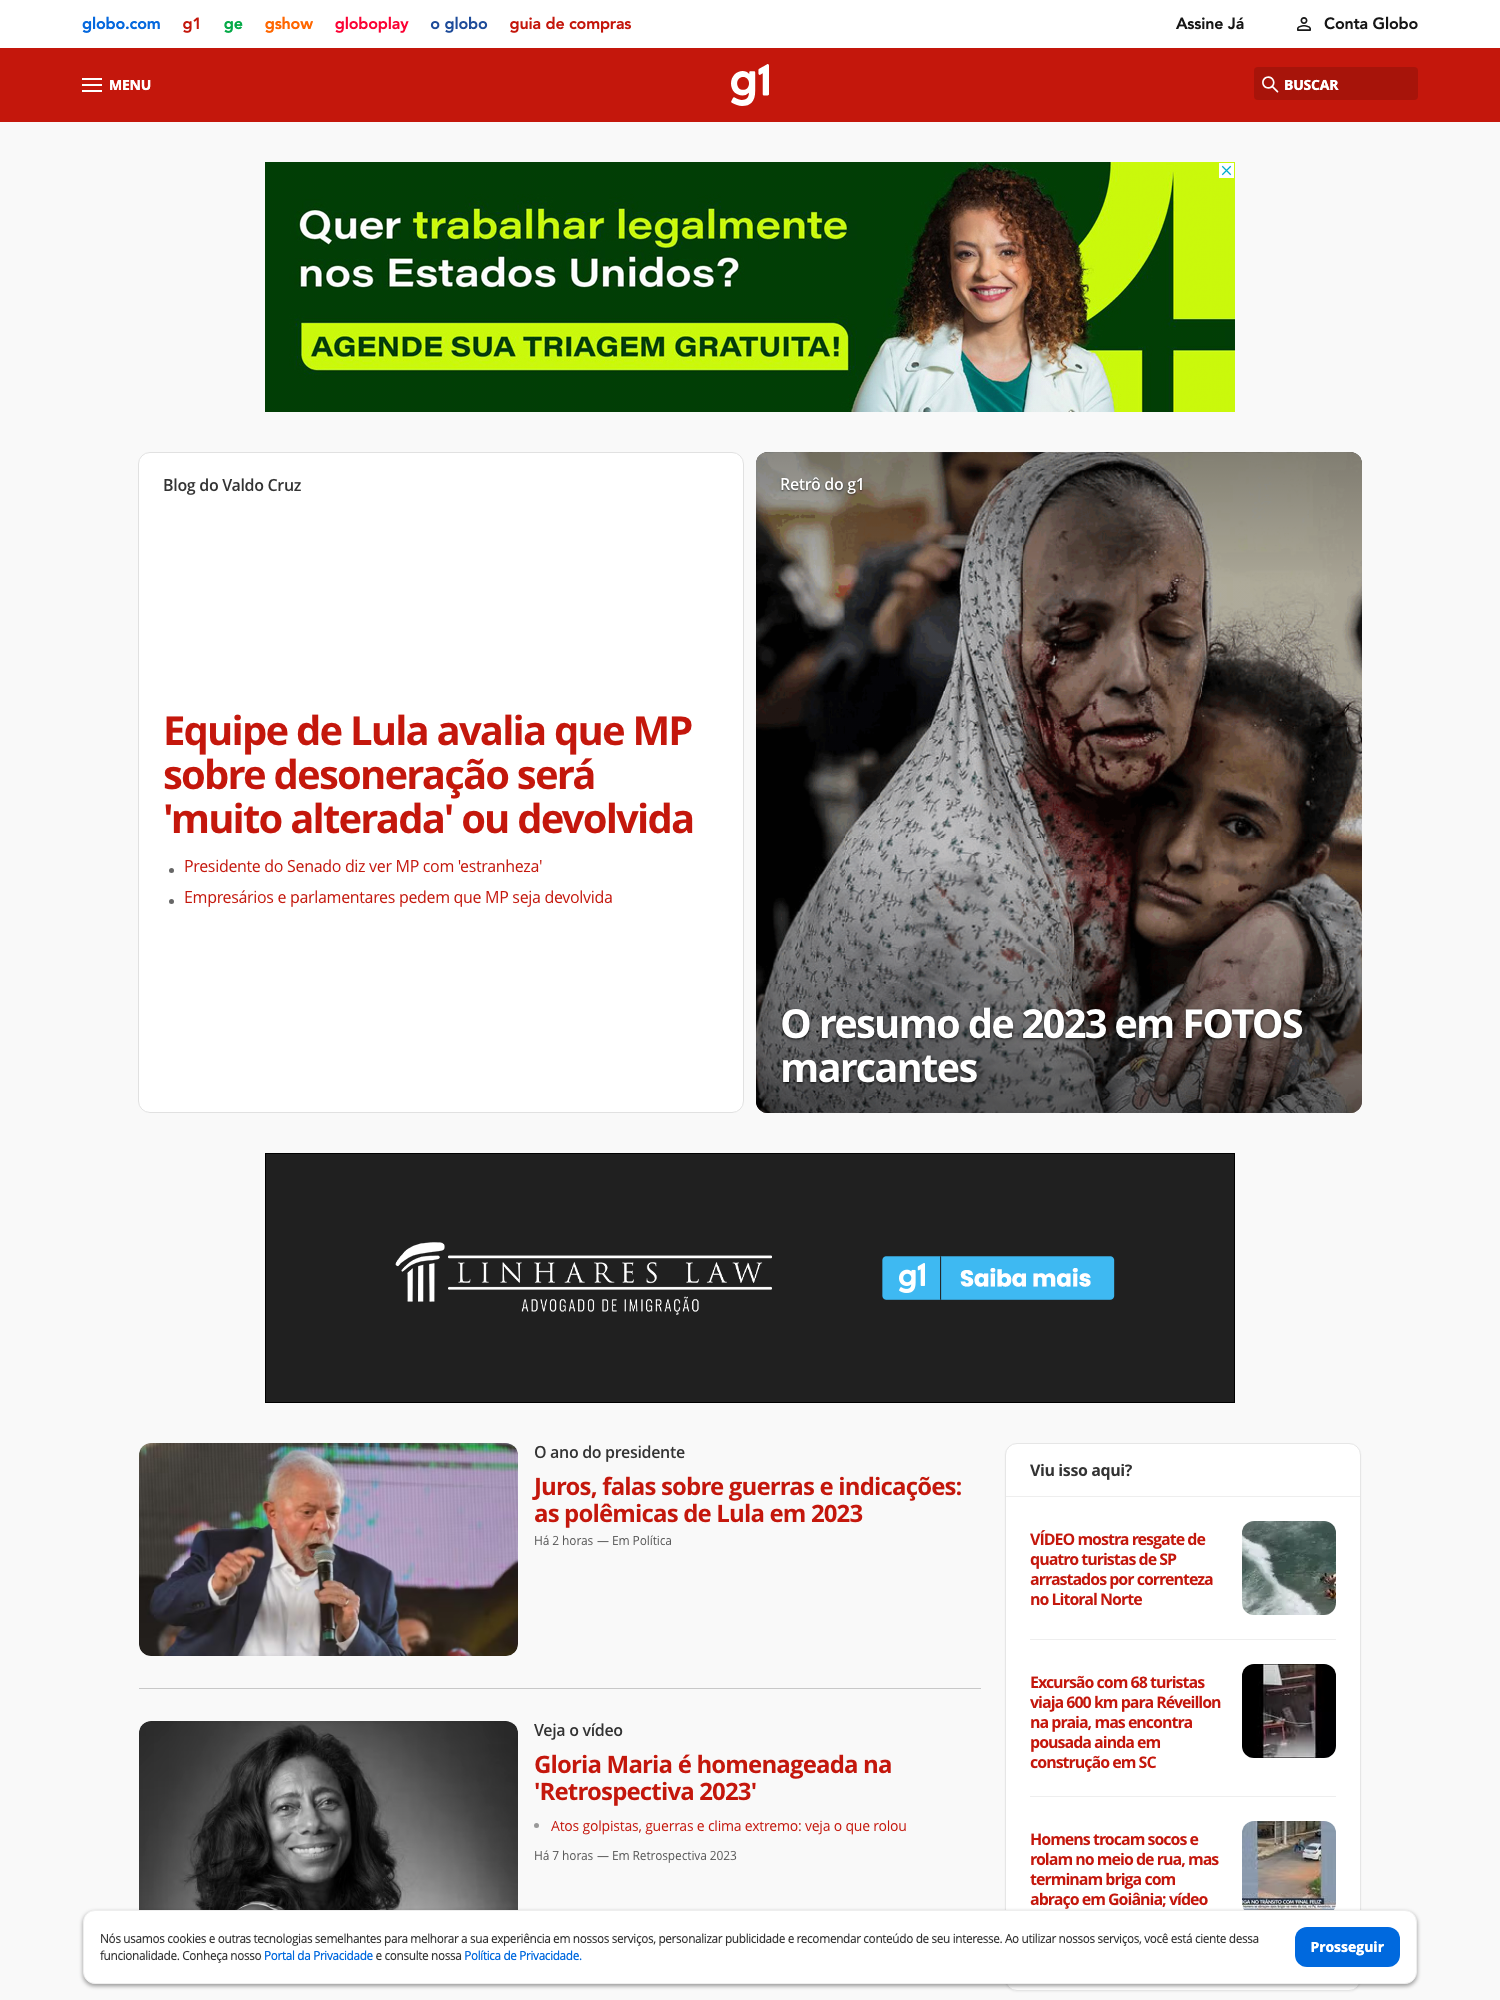 globo.com g1 ge gshow globoplay o globo guia de compras Assine Já Conta Globo
MENU g1 BUSCAR
Quer trabalhar legalmente
nos Estados Unidos?
AGENDE SUA TRIAGEM GRATUITA!
Blog do Valdo Cruz
Equipe de Lula avalia que MP
sobre desoneração será
'muito alterada' ou devolvida
Presidente do Senado diz ver MP com 'estranheza'
Empresários e parlamentares pedem que MP seja devolvida
Retrô do g1
O resumo de 2023 em FOTOS
marcantes
LINHARES LAW
ADVOGADO DE IMIGRAÇÃO
g1 Saiba mais
O ano do presidente
Juros, falas sobre guerras e indicações:
as polêmicas de Lula em 2023
Há 2 horas — Em Política
Veja o vídeo
Gloria Maria é homenageada na
'Retrospectiva 2023'
Atos golpistas, guerras e clima extremo: veja o que rolou
Há 7 horas — Em Retrospectiva 2023
Viu isso aqui?
VÍDEO mostra resgate de
quatro turistas de SP
arrastados por correnteza
no Litoral Norte
Excursão com 68 turistas
viaja 600 km para Réveillon
na praia, mas encontra
pousada ainda em
construção em SC
Homens trocam socos e
rolam no meio de rua, mas
terminam briga com
abraço em Goiânia; vídeo
NO TRÂNSITO COM 'FINAL FELIZ'
Nós usamos cookies e outras tecnologias semelhantes para melhorar a sua experiência em nossos serviços, personalizar publicidade e recomendar conteúdo de seu interesse. Ao utilizar nossos serviços, você está ciente dessa
funcionalidade. Conheça nosso Portal da Privacidade e consulte nossa Política de Privacidade.
Prosseguir